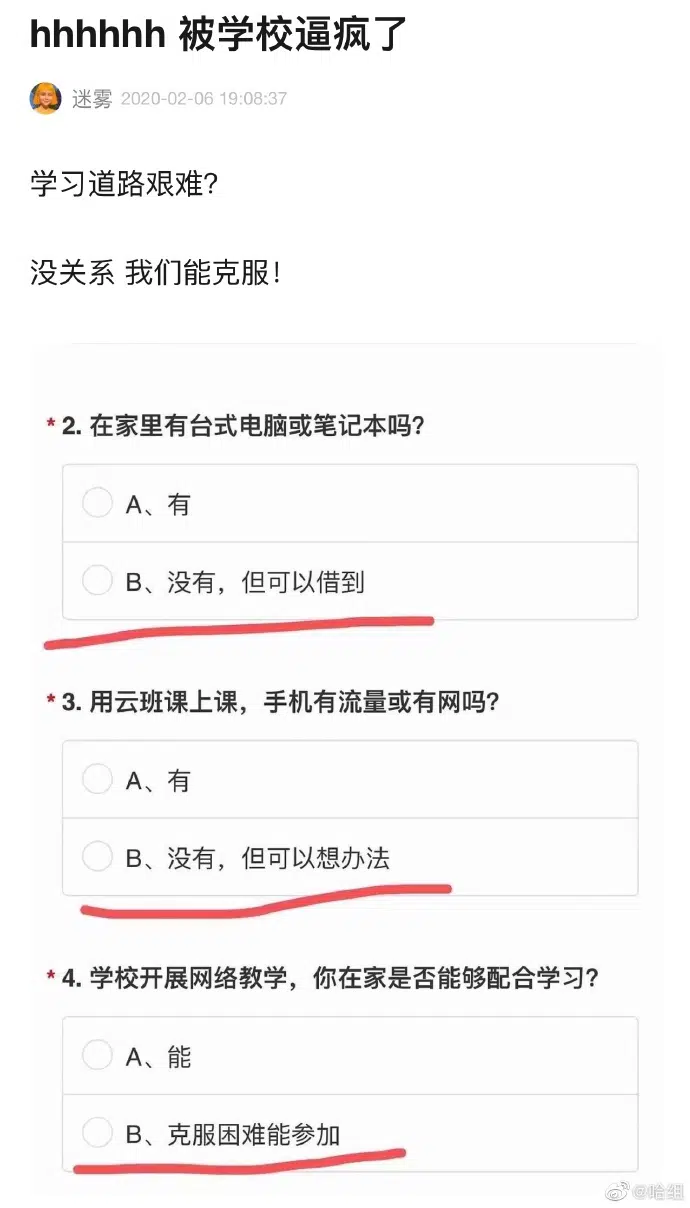 hhhhhh 被学校逼疯了
迷雾 2020-02-06 19:08:37
学习道路艰难?
没关系 我们能克服!
* 2. 在家里有台式电脑或笔记本吗?
A、有
B、没有，但可以借到
* 3. 用云班课上课，手机有流量或有网吗?
A、有
B、没有，但可以想办法
* 4. 学校开展网络教学，你在家是否能够配合学习?
A、能
B、克服困难能参加
@哈组